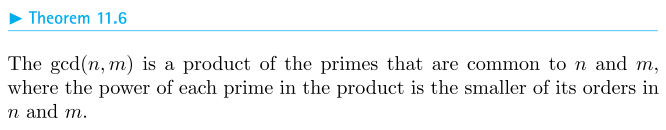 ▶ Theorem 11.6
The gcd(n, m) is a product of the primes that are common to n and m,
where the power of each prime in the product is the smaller of its orders in
n and m.